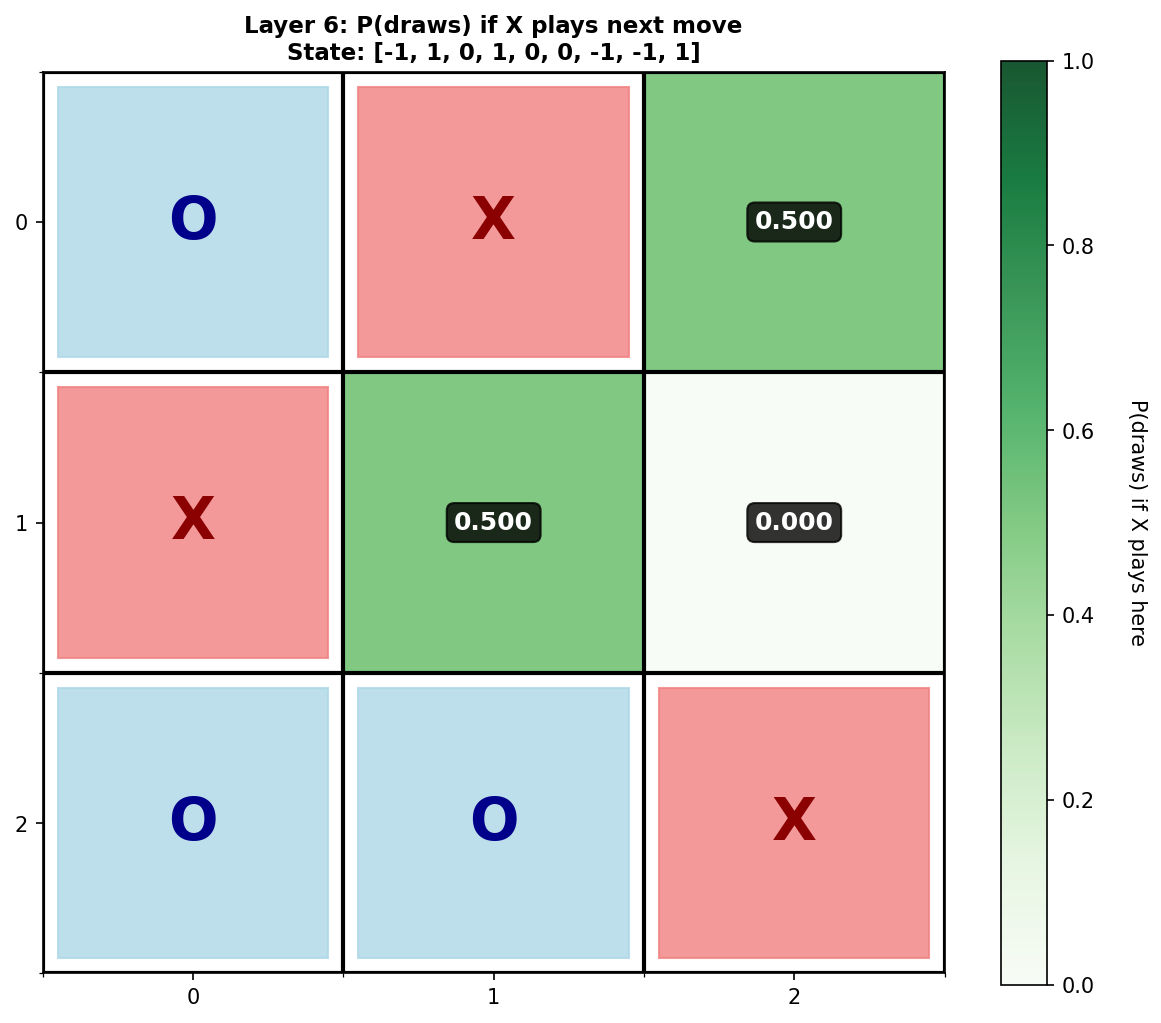 Layer 6: P(draws) if X plays next move
State: [-1, 1, 0, 1, 0, 0, -1, -1, 1]
O X 0.500
X 0.500 0.000
O O X
0
1
2
0 1 2
1.0
0.8
0.6
0.4
0.2
0.0
P(draws) if X plays here